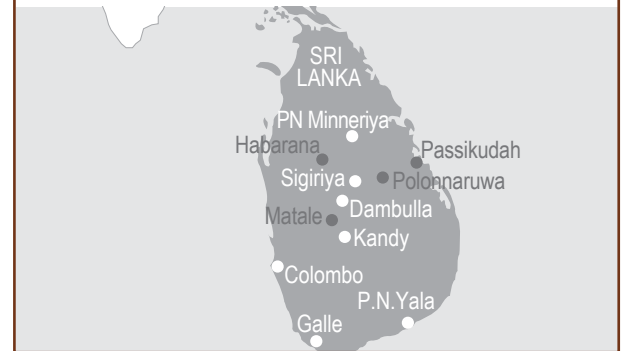 SRI
LANKA
PN Minneriya
Habarana
Passikudah
Sigiriya
Polonnaruwa
Dambulla
Matale
Kandy
Colombo
P.N.Yala
Galle